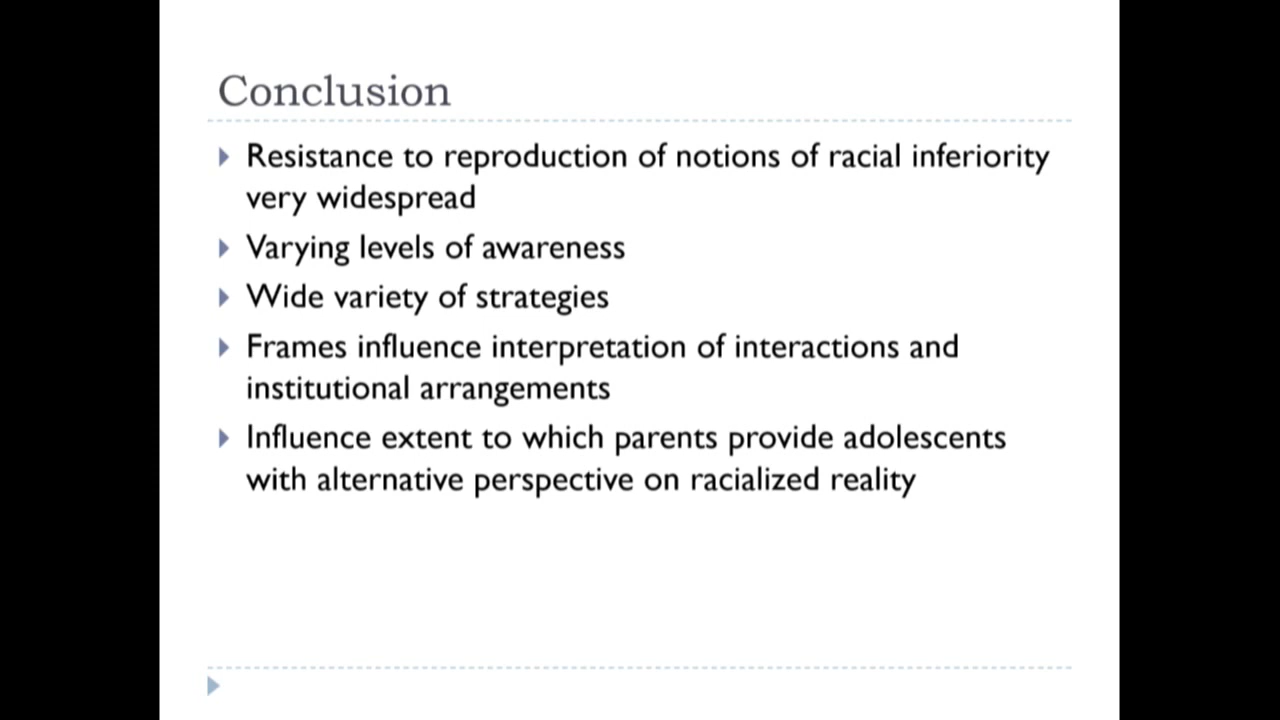 Conclusion
Resistance to reproduction of notions of racial inferiority
very widespread
Varying levels of awareness
Wide variety of strategies
Frames influence interpretation of interactions and
institutional arrangements
Influence extent to which parents provide adolescents
with alternative perspective on racialized reality